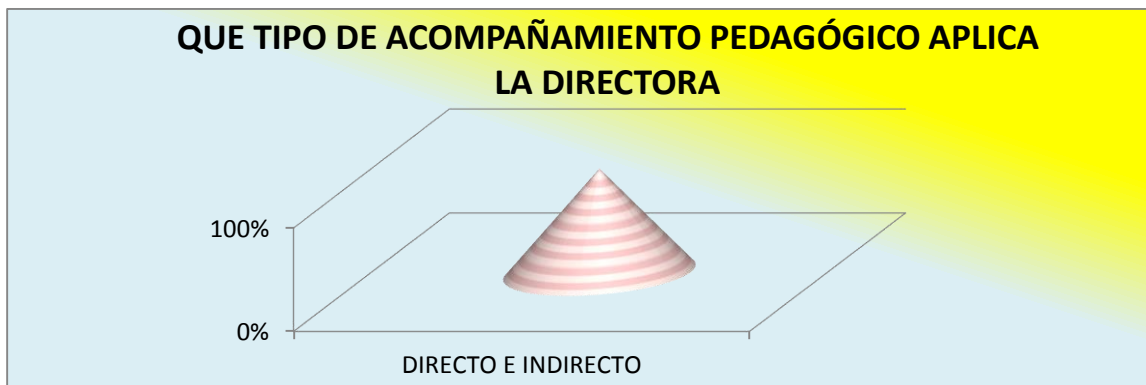 QUE TIPO DE ACOMPAÑAMIENTO PEDAGÓGICO APLICA
LA DIRECTORA
100%
0%
DIRECTO E INDIRECTO